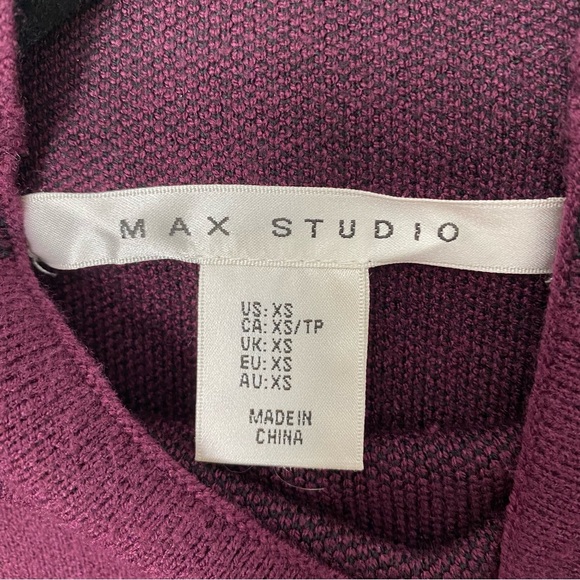 MAX STUDIO
US: XS
CA: XS/TP
UK: XS
EU: XS
AU: XS
MADE IN
CHINA